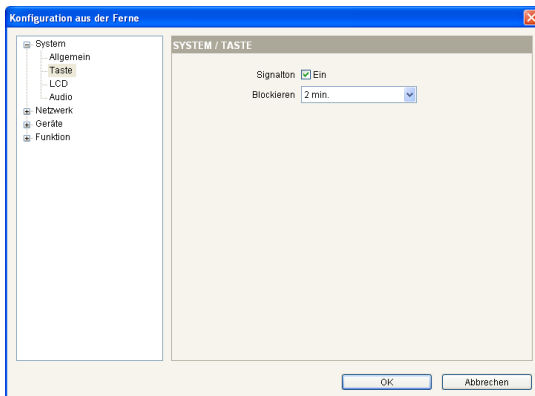 Konfiguration aus der Ferne
System
Allgemein
Taste
LCD
Audio
Netzwerk
Geräte
Funktion
SYSTEM / TASTE
Signalton Ein
Blockieren 2 min.
OK Abbrechen